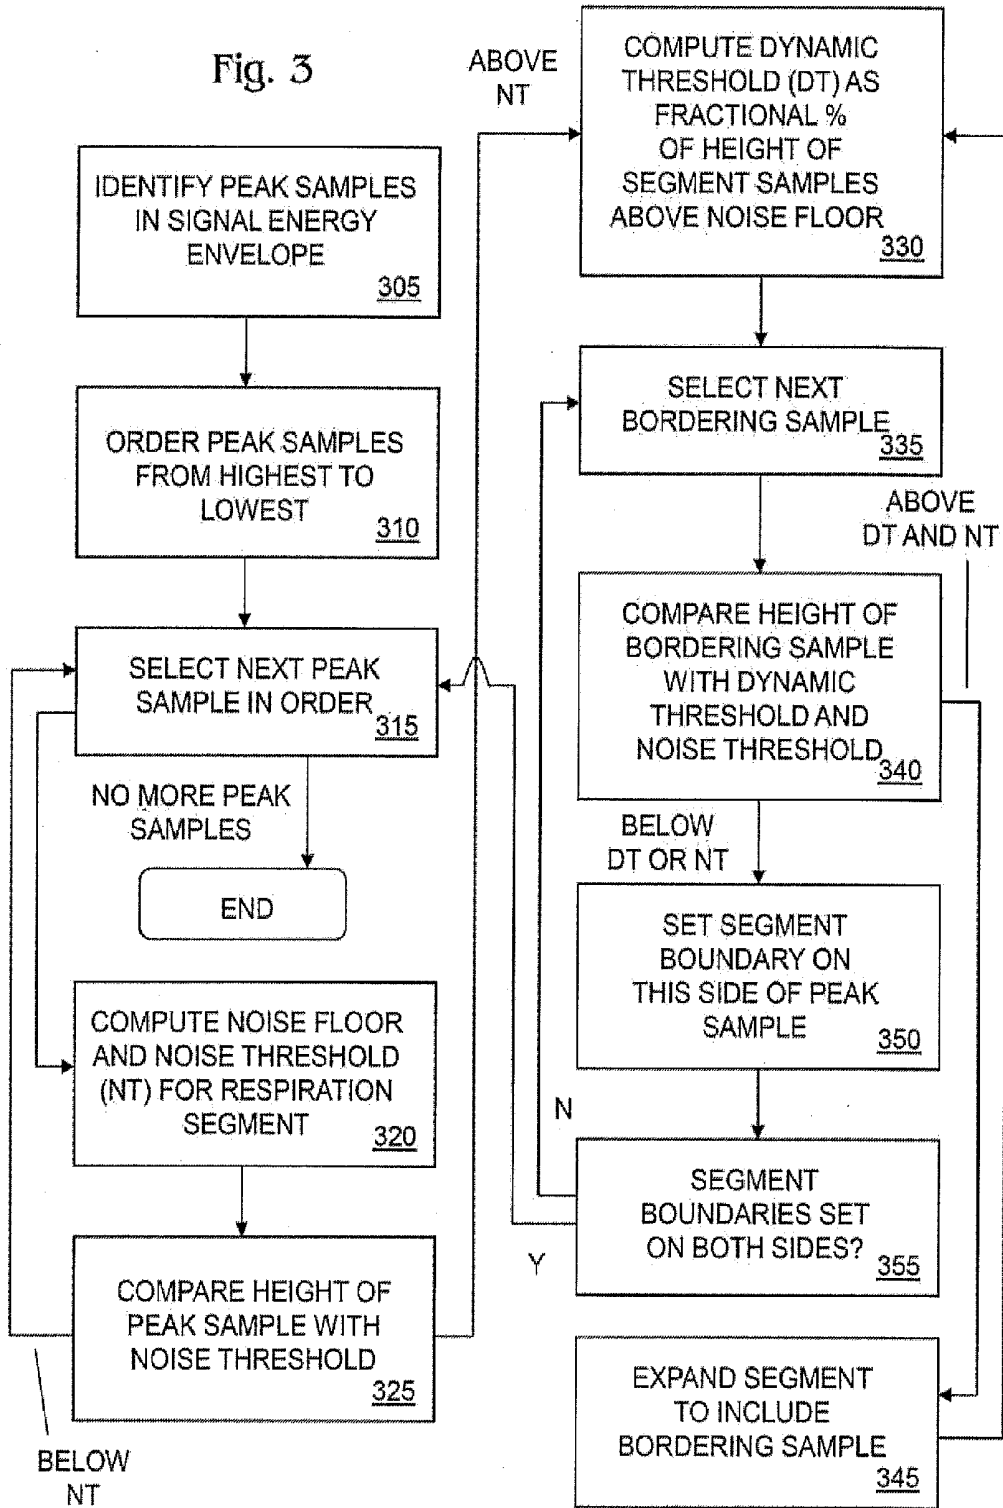 Fig. 3
IDENTIFY PEAK SAMPLES
IN SIGNAL ENERGY
ENVELOPE
305
ORDER PEAK SAMPLES
FROM HIGHEST TO
LOWEST
310
SELECT NEXT PEAK
SAMPLE IN ORDER
315
NO MORE PEAK
SAMPLES
END
COMPUTE NOISE FLOOR
AND NOISE THRESHOLD
(NT) FOR RESPIRATION
SEGMENT
320
COMPARE HEIGHT OF
PEAK SAMPLE WITH
NOISE THRESHOLD
325
BELOW
NT
ABOVE
NT
COMPUTE DYNAMIC
THRESHOLD (DT) AS
FRACTIONAL %
OF HEIGHT OF
SEGMENT SAMPLES
ABOVE NOISE FLOOR
330
SELECT NEXT
BORDERING SAMPLE
335
ABOVE
DT AND NT
COMPARE HEIGHT OF
BORDERING SAMPLE
WITH DYNAMIC
THRESHOLD AND
NOISE THRESHOLD
340
BELOW
DT OR NT
SET SEGMENT
BOUNDARY ON
THIS SIDE OF PEAK
SAMPLE
350
N
SEGMENT
BOUNDARIES SET
ON BOTH SIDES?
355
Y
EXPAND SEGMENT
TO INCLUDE
BORDERING SAMPLE
345